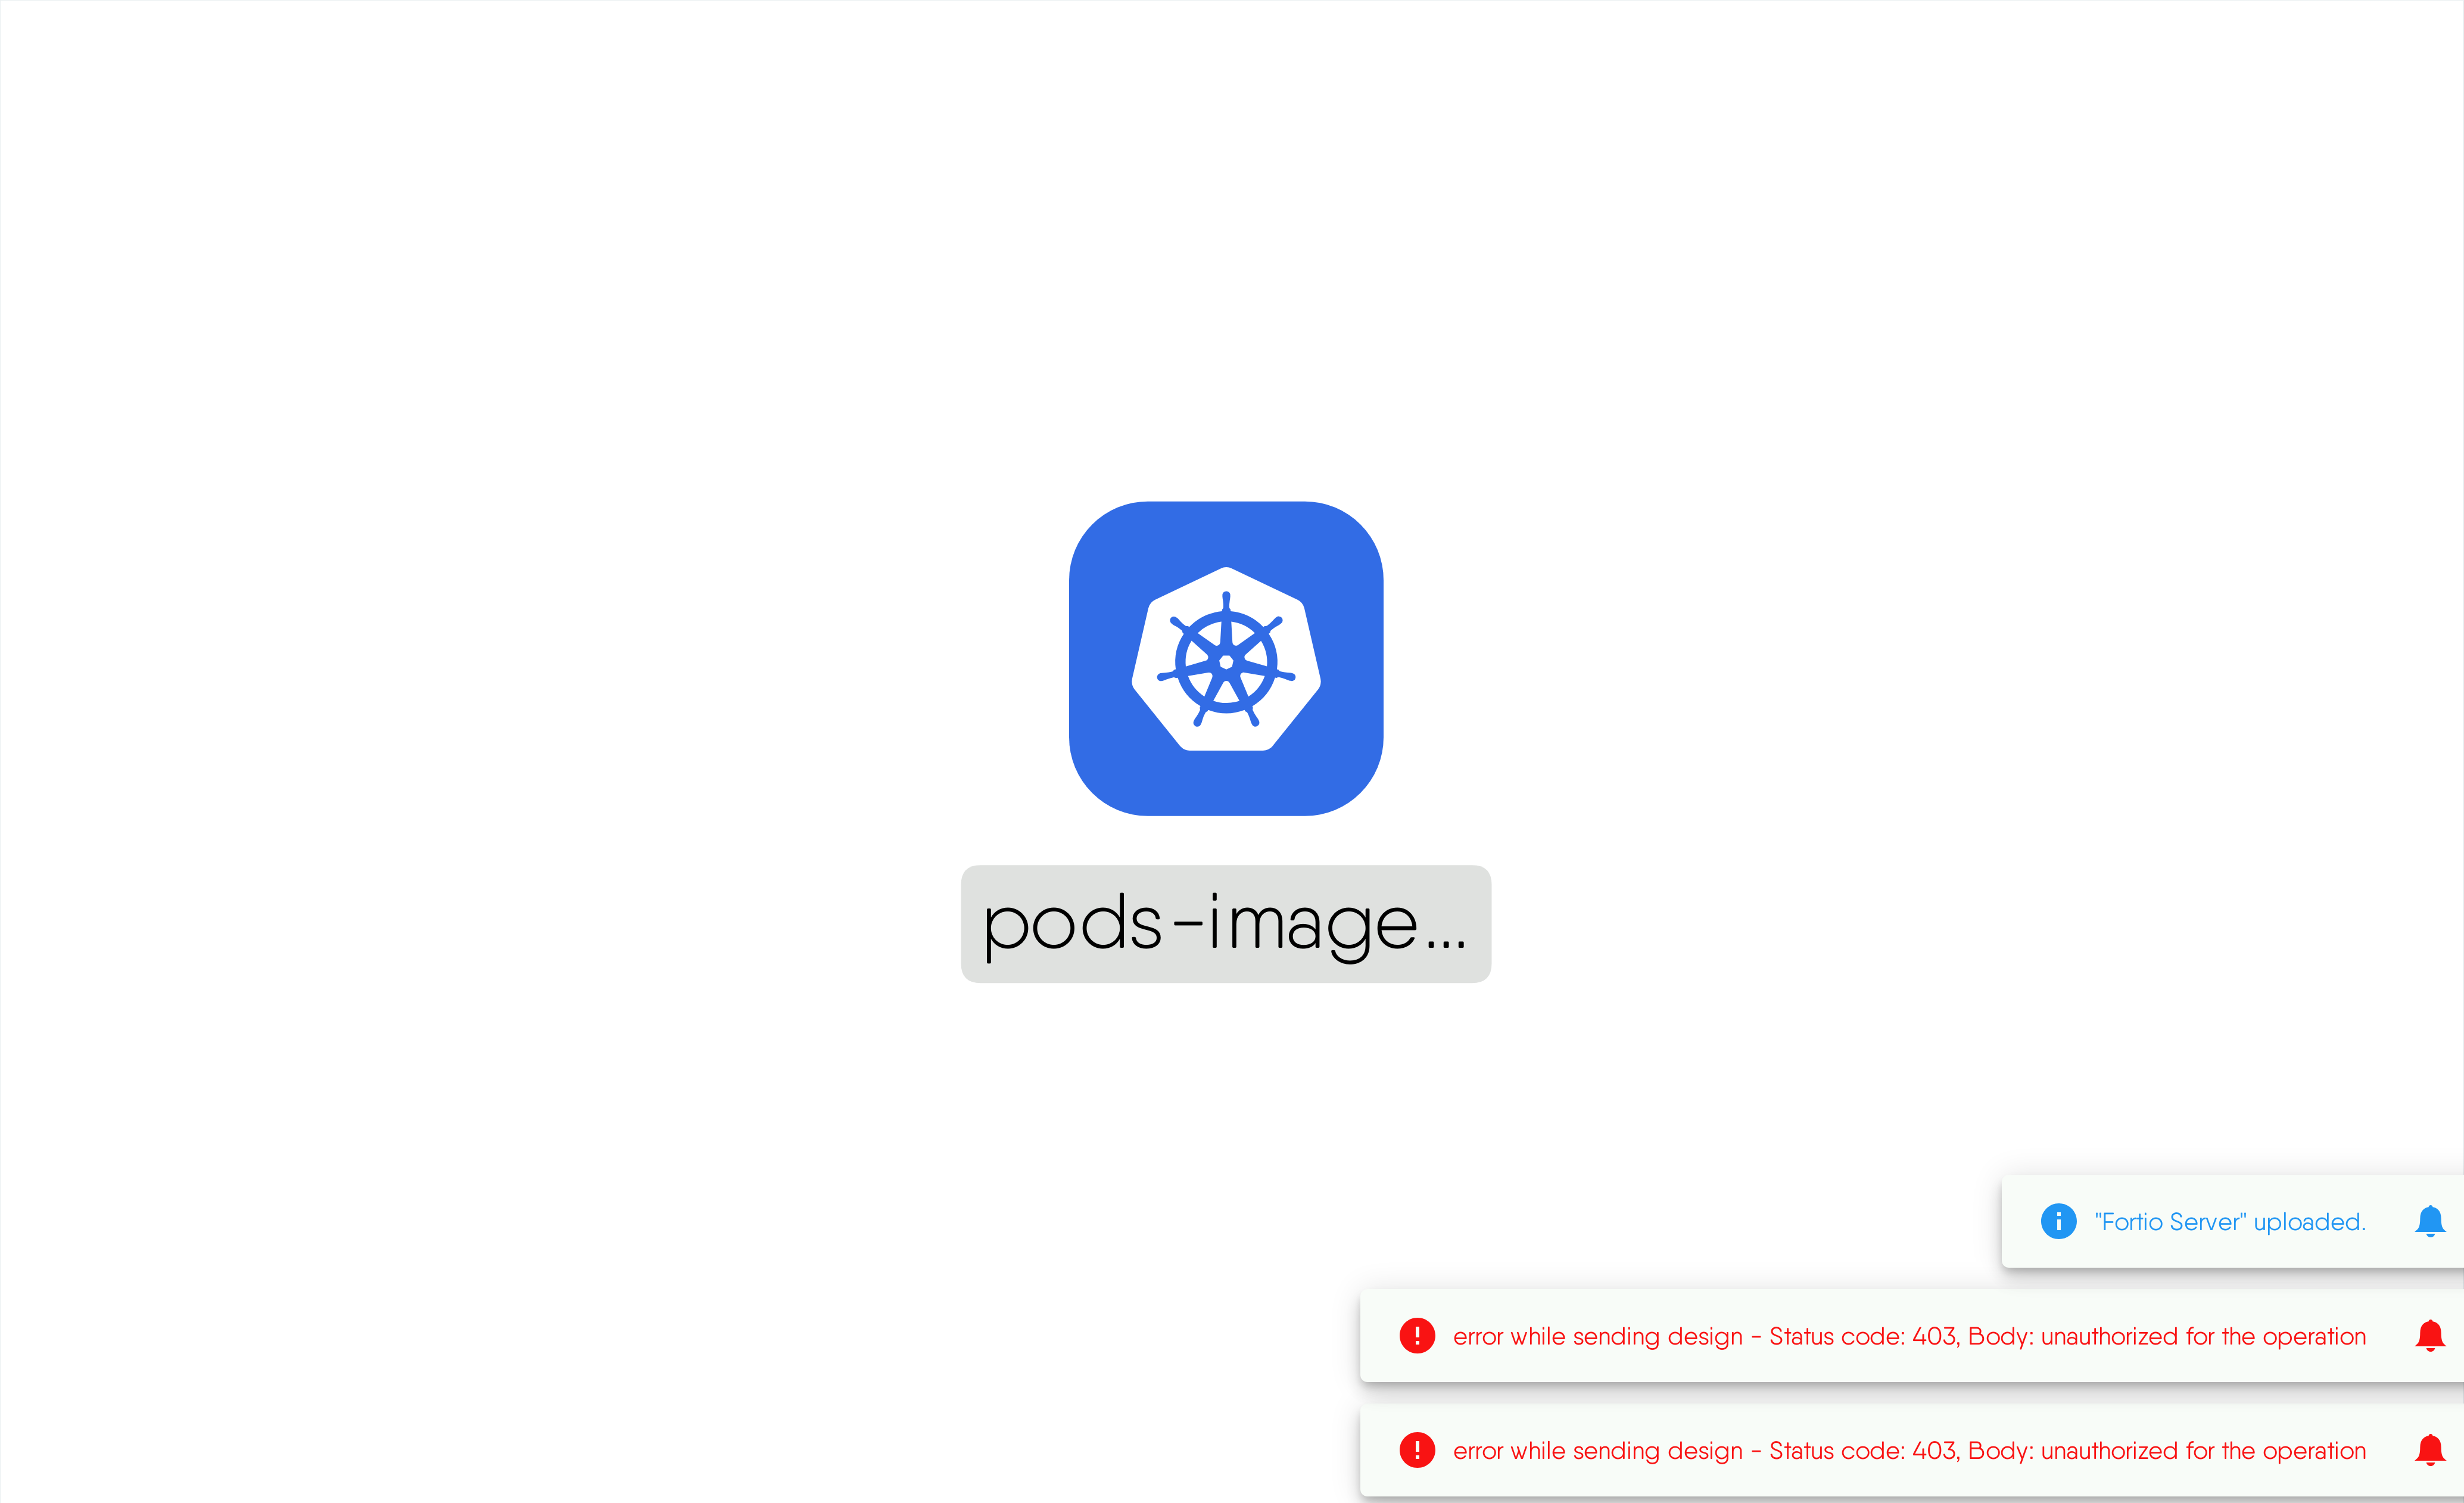 pods-image...
"Fortio Server" uploaded.
error while sending design - Status code: 403, Body: unauthorized for the operation
error while sending design - Status code: 403, Body: unauthorized for the operation